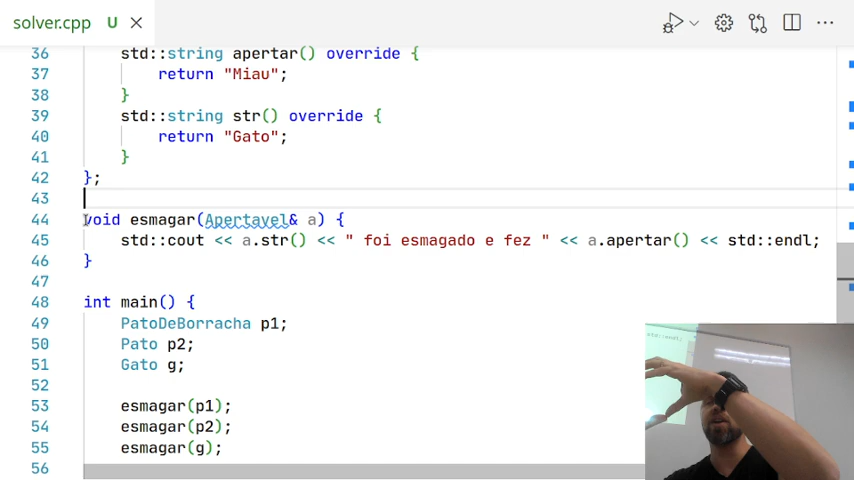 solver.cpp U
36 std::string apertar() override {
37 return "Miau";
38 }
39 std::string str() override {
40 return "Gato";
41 }
42 };
43
44 void esmagar(Apertavel& a) {
45 std::cout << a.str() << " foi esmagado e fez " << a.apertar() << std::endl;
46 }
47
48 int main() {
49 PatoDeBorracha p1;
50 Pato p2;
51 Gato g;
52
53 esmagar(p1);
54 esmagar(p2);
55 esmagar(g);
56